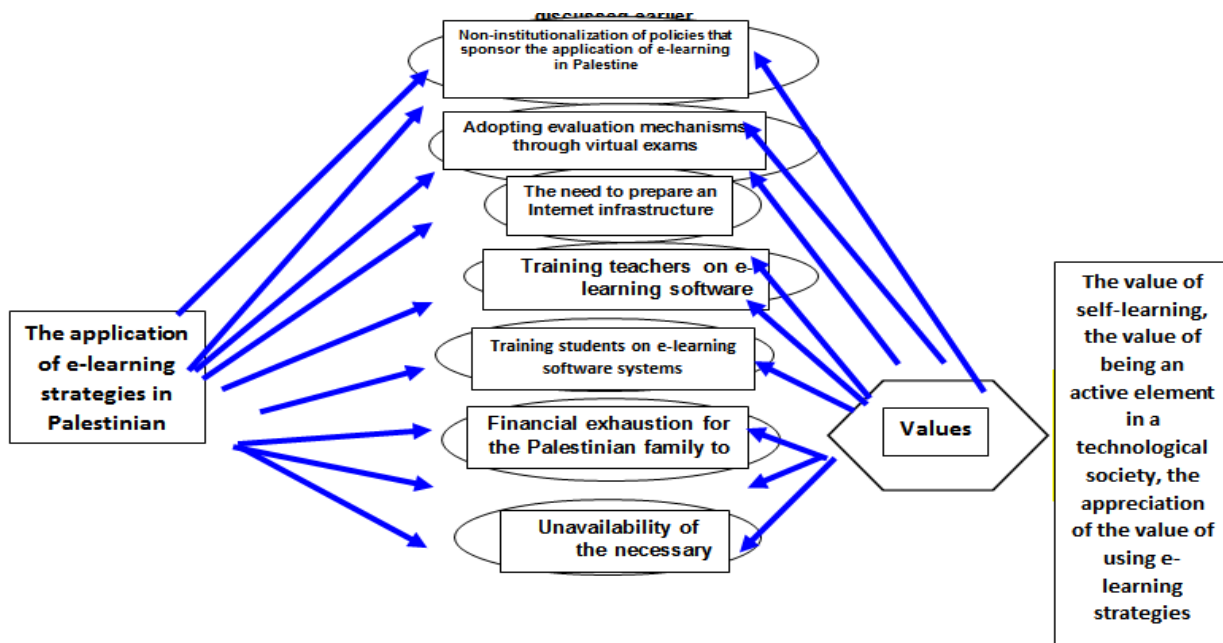 discussed earlier
Non-institutionalization of policies that
sponsor the application of e-learning
in Palestine
Adopting evaluation mechanisms
through virtual exams
The need to prepare an
Internet infrastructure
Training teachers on e-
learning software
Training students on e-learning
software systems
Financial exhaustion for
the Palestinian family to
Unavailability of
the necessary
The application
of e-learning
strategies in
Palestinian
Values
The value of
self-learning,
the value of
being an
active element
in a
technological
society, the
appreciation
of the value of
using e-
learning
strategies